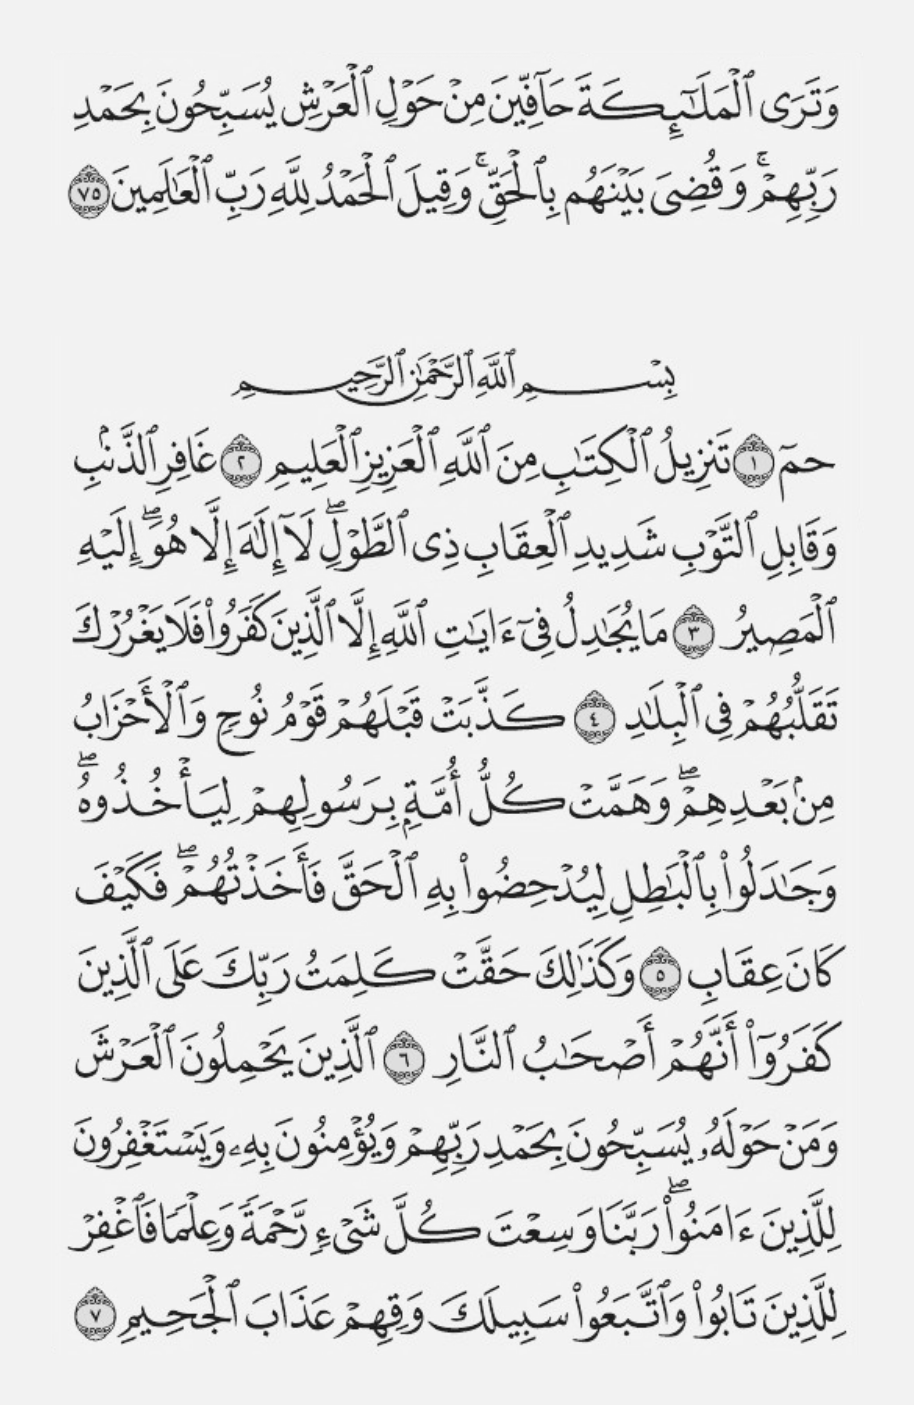 وَتَرَى ٱلْمَلَـٰٓئِكَةَ حَآفِّينَ مِنْ حَوْلِ ٱلْعَرْشِ يُسَبِّحُونَ بِحَمْدِ
رَبِّهِمْ ۚ وَقُضِىَ بَيْنَهُم بِٱلْحَقِّ ۚ وَقِيلَ ٱلْحَمْدُ لِلَّهِ رَبِّ ٱلْعَـٰلَمِينَ ٧٥
بِسْمِ ٱللَّهِ ٱلرَّحْمَـٰنِ ٱلرَّحِيمِ
حمٓ ١ تَنزِيلُ ٱلْكِتَـٰبِ مِنَ ٱللَّهِ ٱلْعَزِيزِ ٱلْعَلِيمِ ٢ غَافِرِ ٱلذَّنۢبِ
وَقَابِلِ ٱلتَّوْبِ شَدِيدِ ٱلْعِقَابِ ذِى ٱلطَّوْلِ ۖ لَآ إِلَـٰهَ إِلَّا هُوَ ۖ إِلَيْهِ
ٱلْمَصِيرُ ٣ مَا يُجَـٰدِلُ فِىٓ ءَايَـٰتِ ٱللَّهِ إِلَّا ٱلَّذِينَ كَفَرُوا۟ فَلَا يَغْرُرْكَ
تَقَلُّبُهُمْ فِى ٱلْبِلَـٰدِ ٤ كَذَّبَتْ قَبْلَهُمْ قَوْمُ نُوحٍ وَٱلْأَحْزَابُ
مِنۢ بَعْدِهِمْ ۖ وَهَمَّتْ كُلُّ أُمَّةٍۭ بِرَسُولِهِمْ لِيَأْخُذُوهُ ۖ
وَجَـٰدَلُوا۟ بِٱلْبَـٰطِلِ لِيُدْحِضُوا۟ بِهِ ٱلْحَقَّ فَأَخَذْتُهُمْ ۖ فَكَيْفَ
كَانَ عِقَابِ ٥ وَكَذَٰلِكَ حَقَّتْ كَلِمَتُ رَبِّكَ عَلَى ٱلَّذِينَ
كَفَرُوٓا۟ أَنَّهُمْ أَصْحَـٰبُ ٱلنَّارِ ٦ ٱلَّذِينَ يَحْمِلُونَ ٱلْعَرْشَ
وَمَنْ حَوْلَهُۥ يُسَبِّحُونَ بِحَمْدِ رَبِّهِمْ وَيُؤْمِنُونَ بِهِۦ وَيَسْتَغْفِرُونَ
لِلَّذِينَ ءَامَنُوا۟ ۖ رَبَّنَا وَسِعْتَ كُلَّ شَىْءٍ رَّحْمَةً وَعِلْمًا فَٱغْفِرْ
لِلَّذِينَ تَابُوا۟ وَٱتَّبَعُوا۟ سَبِيلَكَ وَقِهِمْ عَذَابَ ٱلْجَحِيمِ ٧